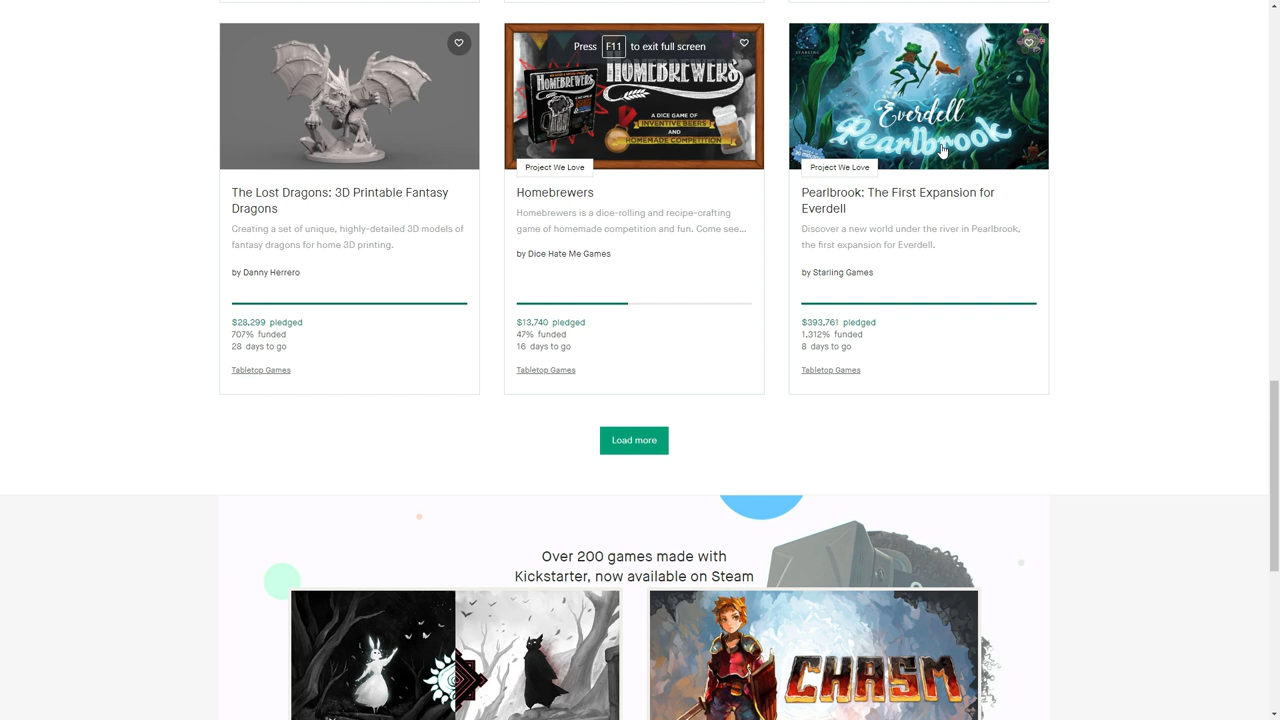 Press F11 to exit full screen
HOMEBREWERS
HOMEBREWERS
A DICE GAME OF
INVENTIVE BEERS
AND
HOMEMADE COMPETITION
STARLING
Everdell
Pearlbrook
Project We Love
Project We Love
The Lost Dragons: 3D Printable Fantasy
Dragons
Creating a set of unique, highly-detailed 3D models of
fantasy dragons for home 3D printing.
by Danny Herrero
$28,299 pledged
707% funded
28 days to go
Tabletop Games
Homebrewers
Homebrewers is a dice-rolling and recipe-crafting
game of homemade competition and fun. Come see...
by Dice Hate Me Games
$13,740 pledged
47% funded
16 days to go
Tabletop Games
Pearlbrook: The First Expansion for
Everdell
Discover a new world under the river in Pearlbrook,
the first expansion for Everdell.
by Starling Games
$393,761 pledged
1,312% funded
8 days to go
Tabletop Games
Load more
Over 200 games made with
Kickstarter, now available on Steam
CHASM